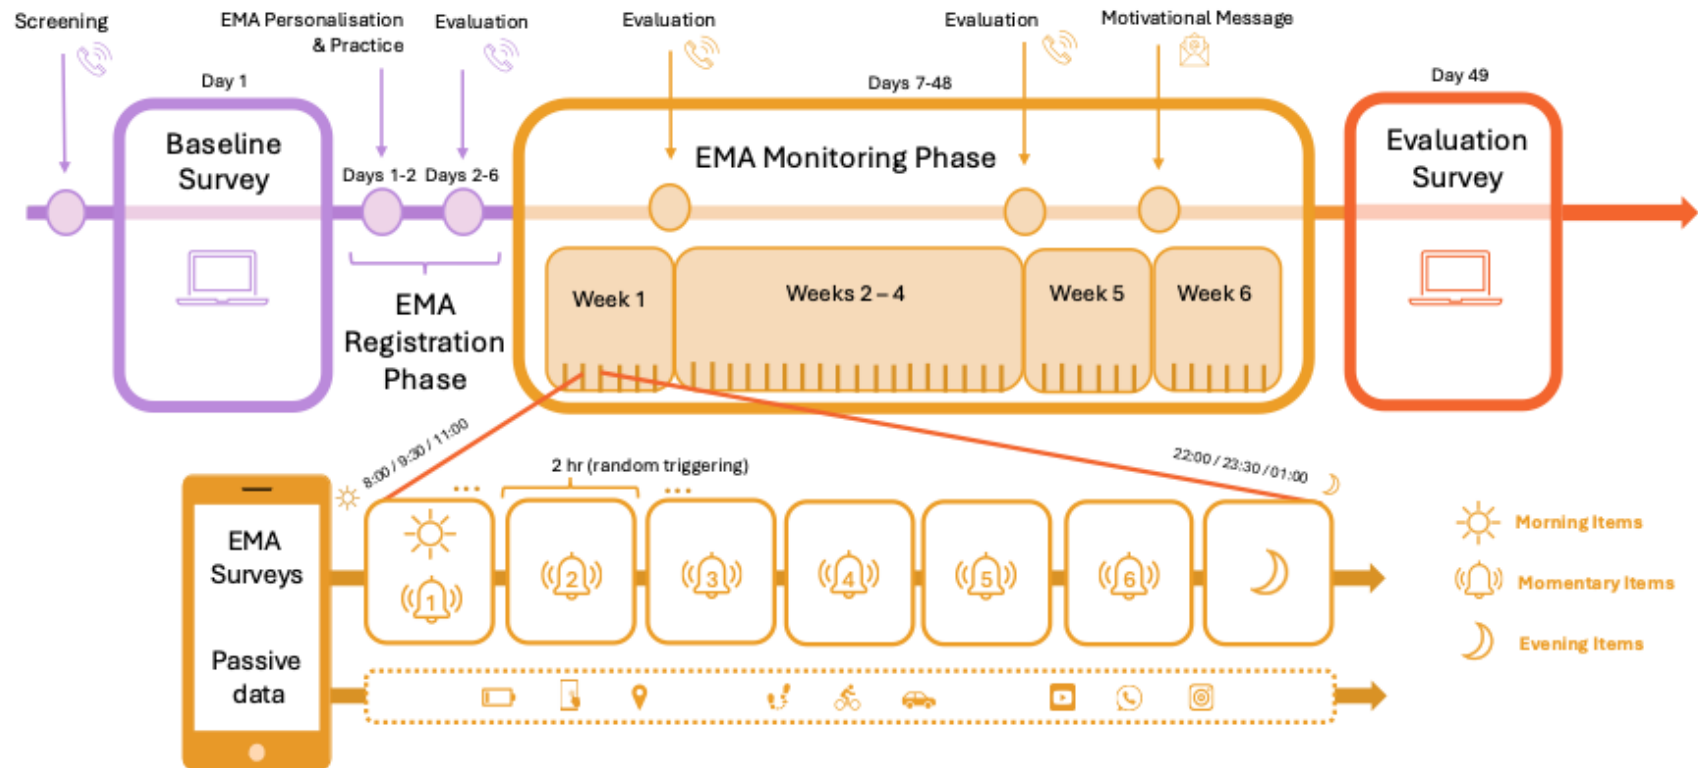 Screening
EMA Personalisation
& Practice
Evaluation
Evaluation
Evaluation
Motivational Message
Day 1
Days 7-48
Day 49
Baseline
Survey
Days 1-2
Days 2-6
EMA Monitoring Phase
Evaluation
Survey
EMA
Registration
Phase
Week 1
Weeks 2 – 4
Week 5
Week 6
8:00 / 9:30 / 11:00
2 hr (random triggering)
22:00 / 23:30 / 01:00
EMA
Surveys
1
2
3
4
5
6
Morning Items
Momentary Items
Evening Items
Passive
data